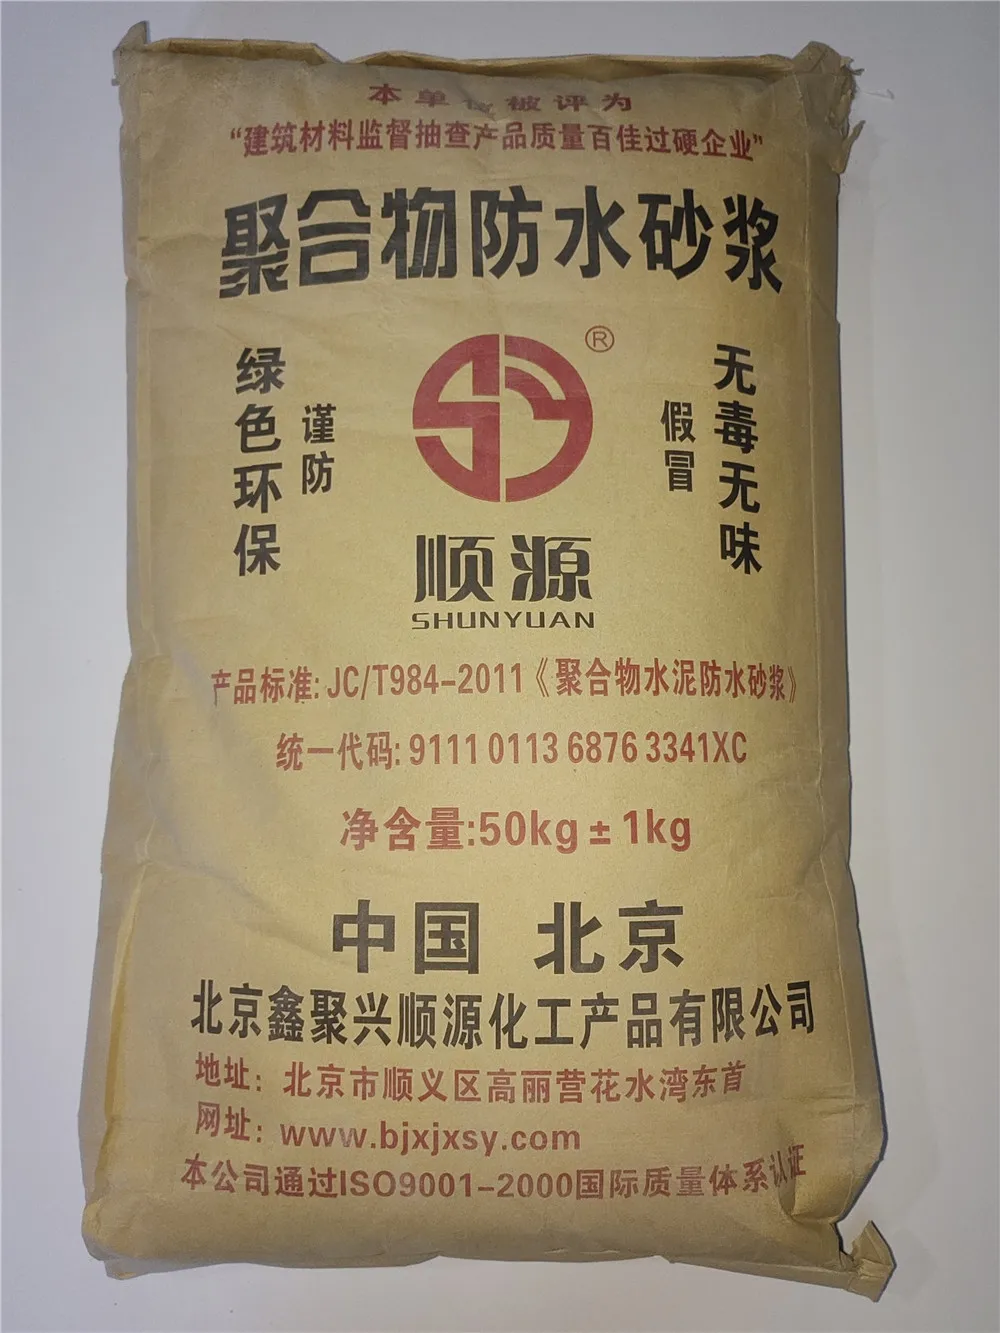 本单位被评为
“建筑材料监督抽查产品质量百佳过硬企业”
聚合物防水砂浆
®
绿色环保
谨防
假冒
无毒无味
顺源
SHUNYUAN
产品标准: JC/T984-2011《聚合物水泥防水砂浆》
统一代码: 9111 0113 6876 3341XC
净含量:50kg ± 1kg
中国 北京
北京鑫聚兴顺源化工产品有限公司
地址: 北京市顺义区高丽营花水湾东首
网址: www.bjxjxsy.com
本公司通过ISO9001-2000国际质量体系认证